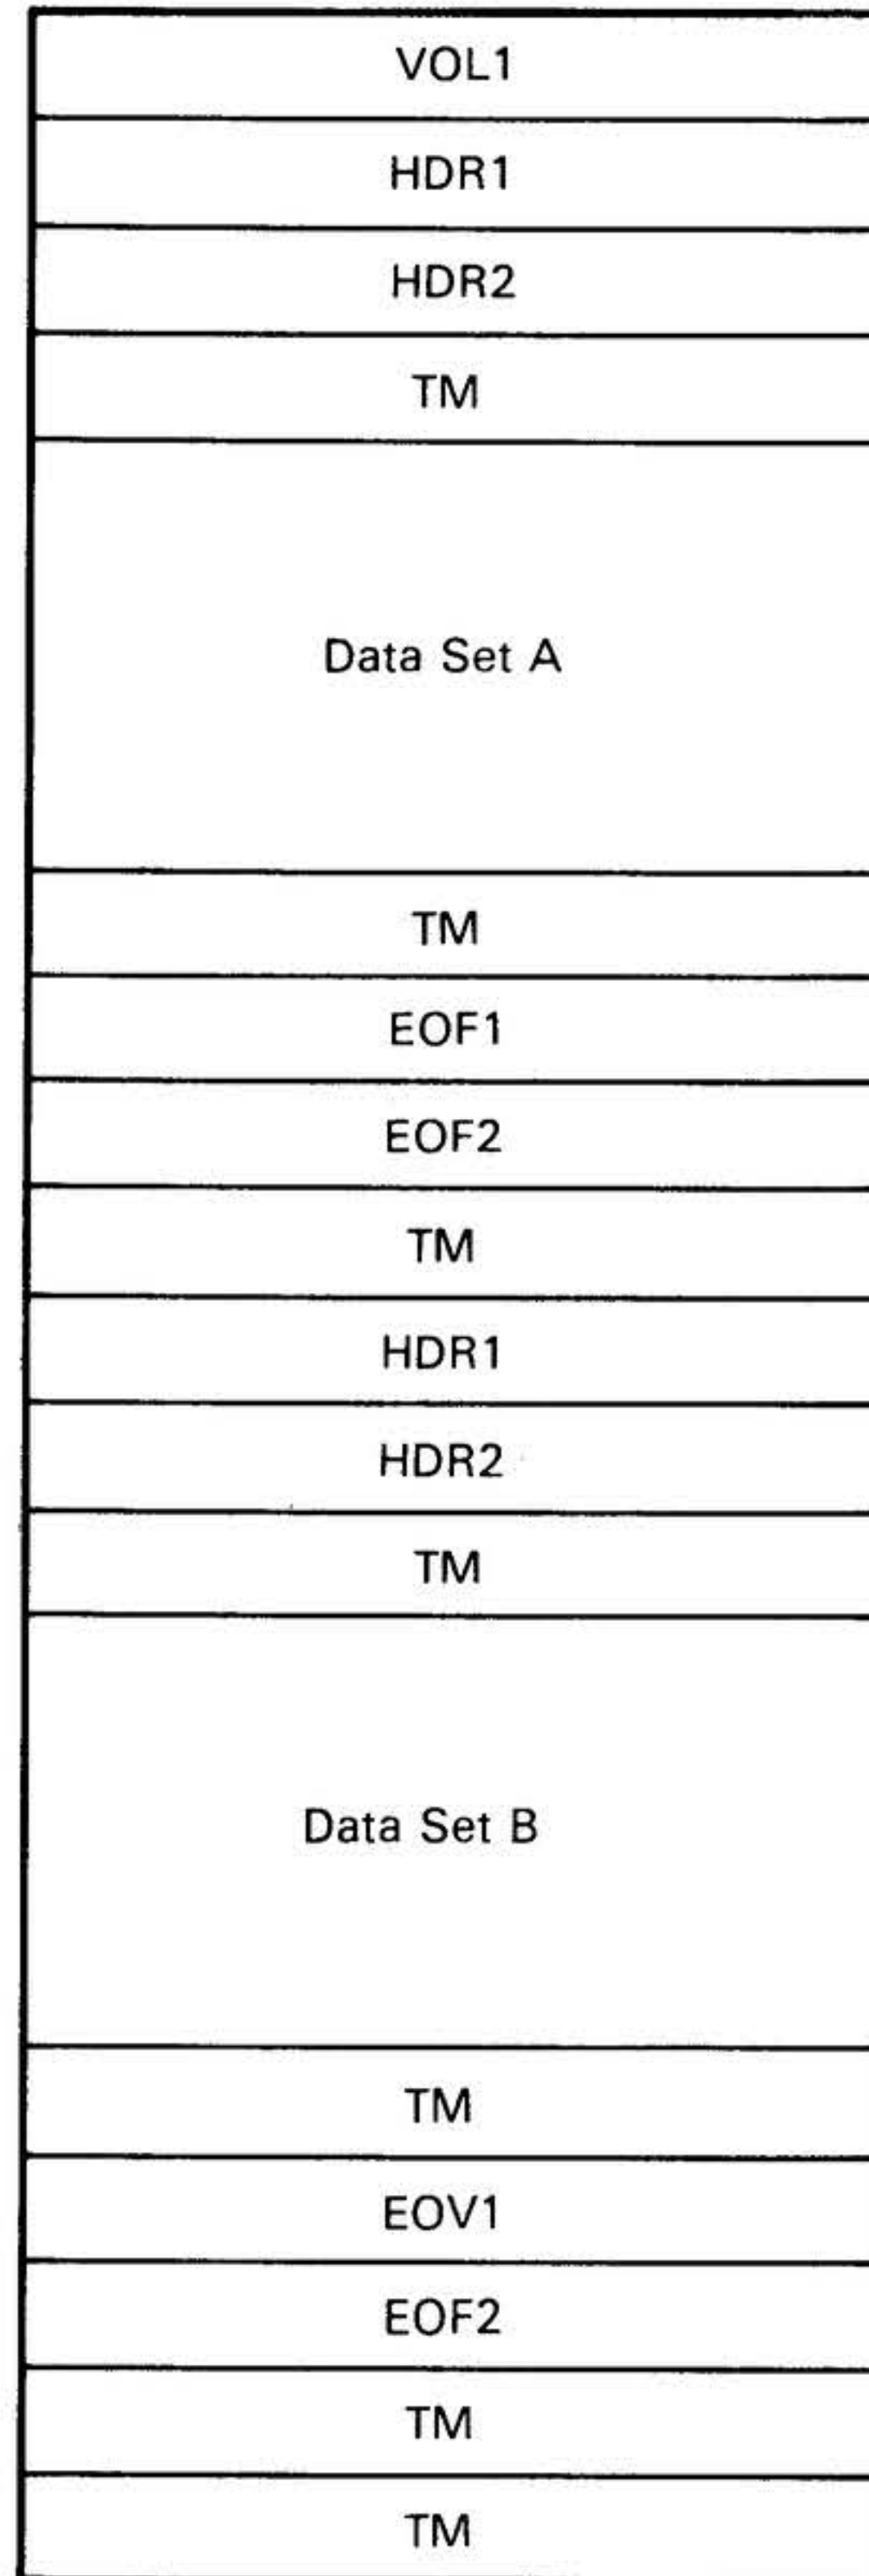 VOL1
HDR1
HDR2
TM
Data Set A
TM
EOF1
EOF2
TM
HDR1
HDR2
TM
Data Set B
TM
EOV1
EOF2
TM
TM